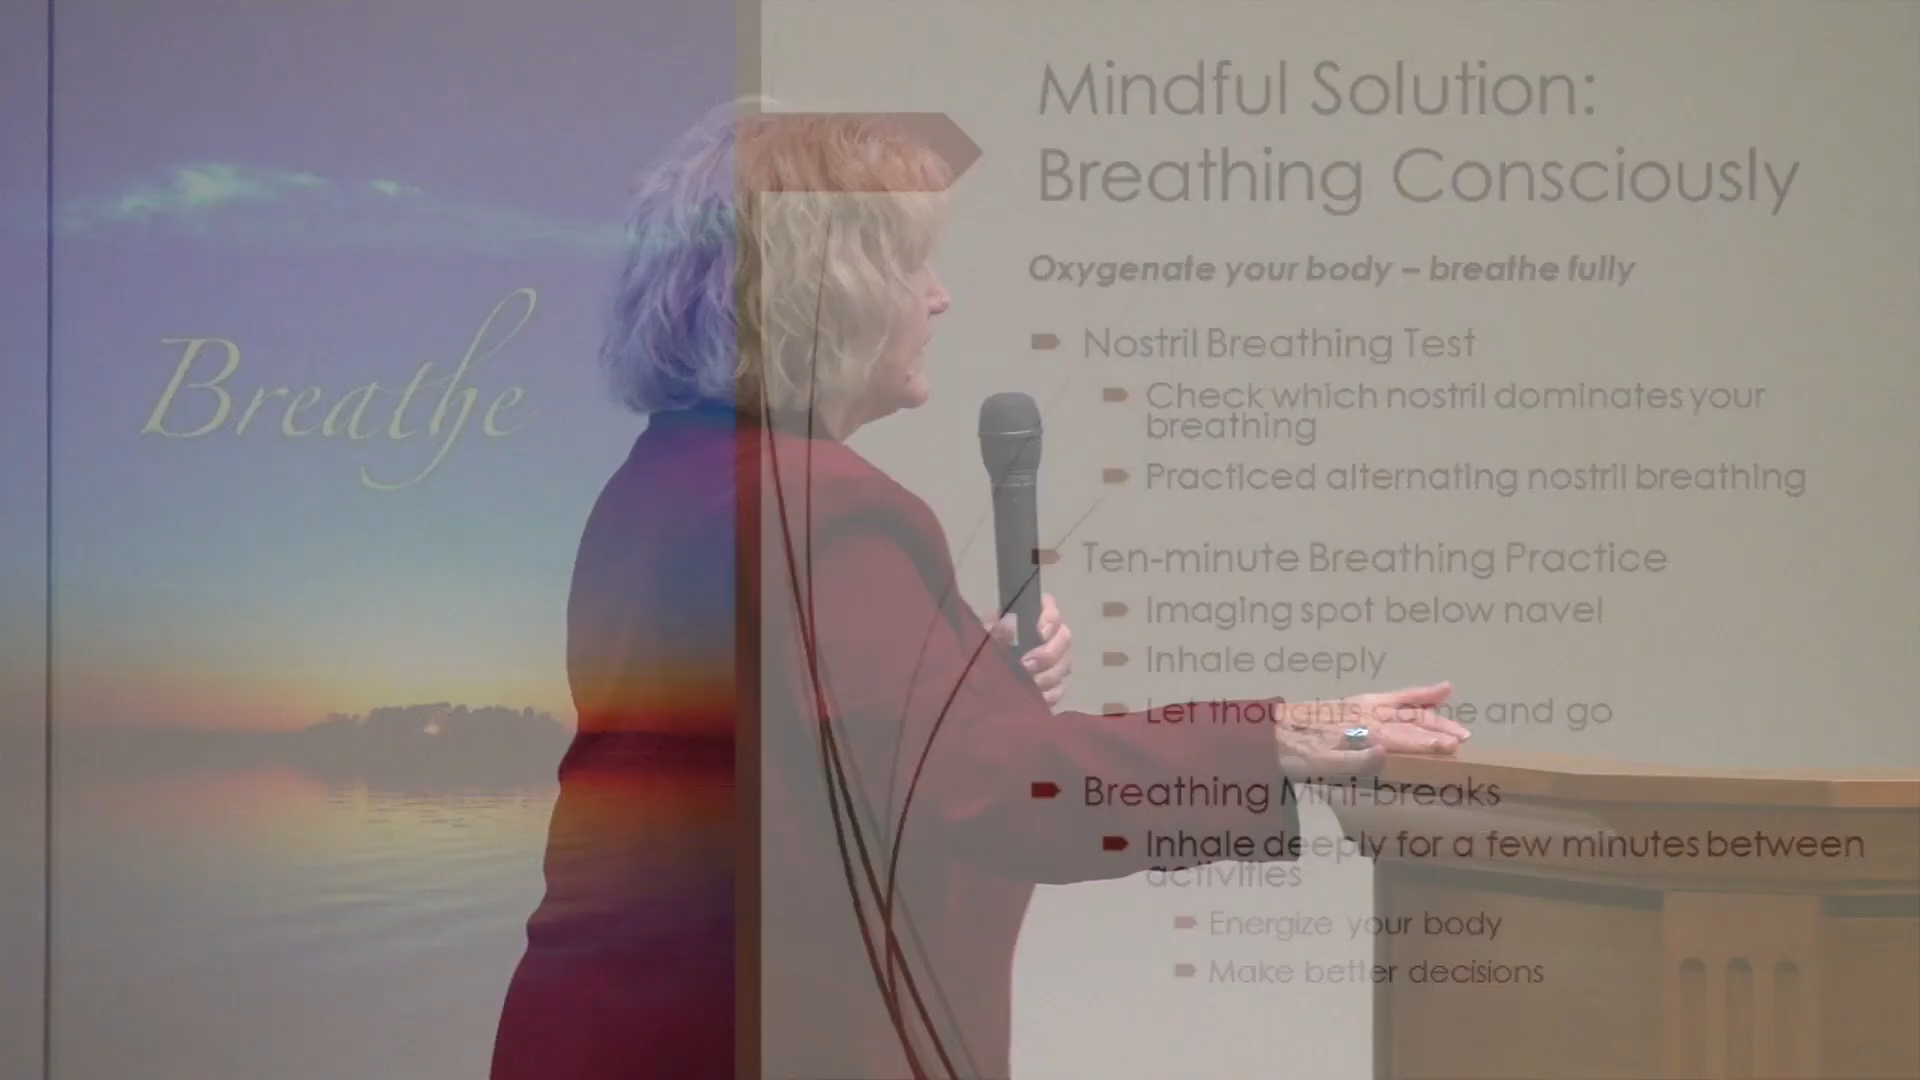 Breathe
Mindful Solution:
Breathing Consciously
Oxygenate your body – breathe fully
Nostril Breathing Test
Check which nostril dominates your
breathing
Practiced alternating nostril breathing
Ten-minute Breathing Practice
Imaging spot below navel
Inhale deeply
Let thoughts come and go
Breathing Mini-breaks
Inhale deeply for a few minutes between
activities
Energize your body
Make better decisions